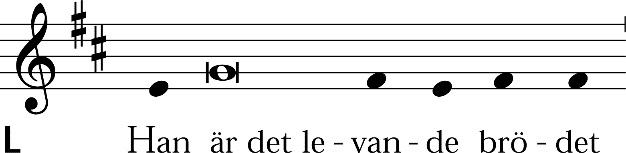 L Han är det le - van - de brö - det